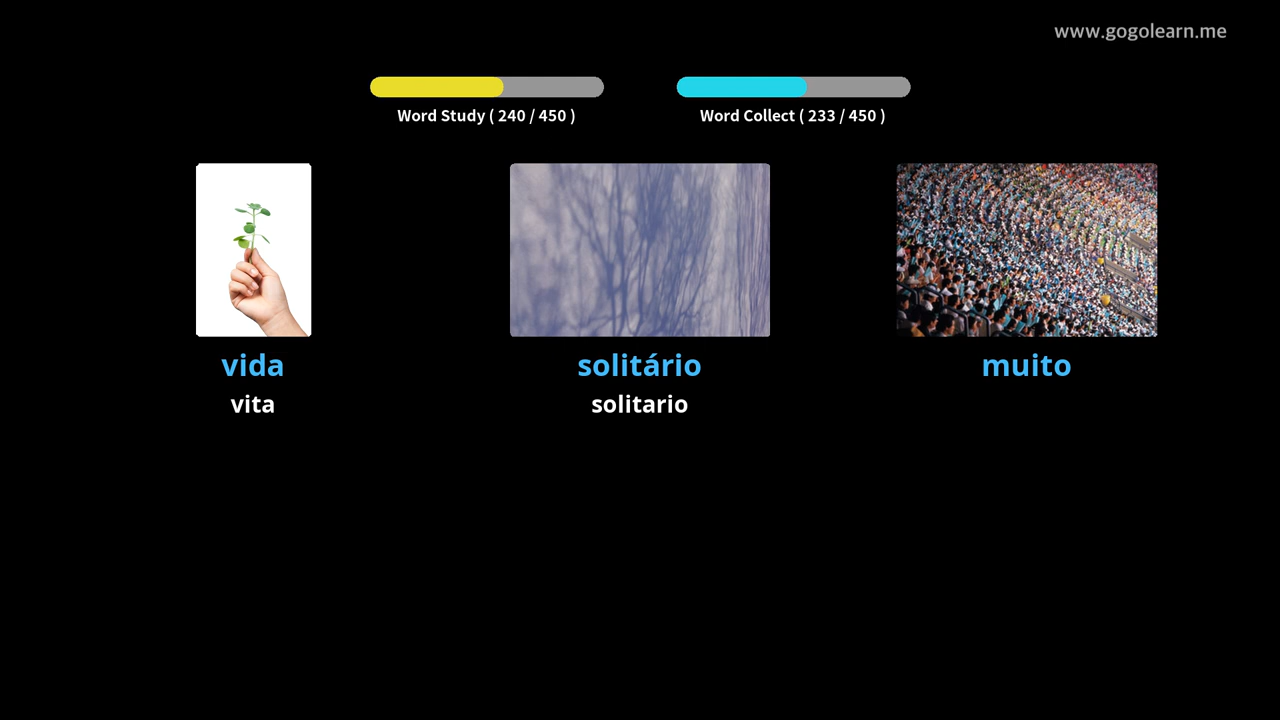 www.gogolearn.me
Word Study ( 240 / 450 )
Word Collect ( 233 / 450 )
vida
vita
solitário
solitario
muito